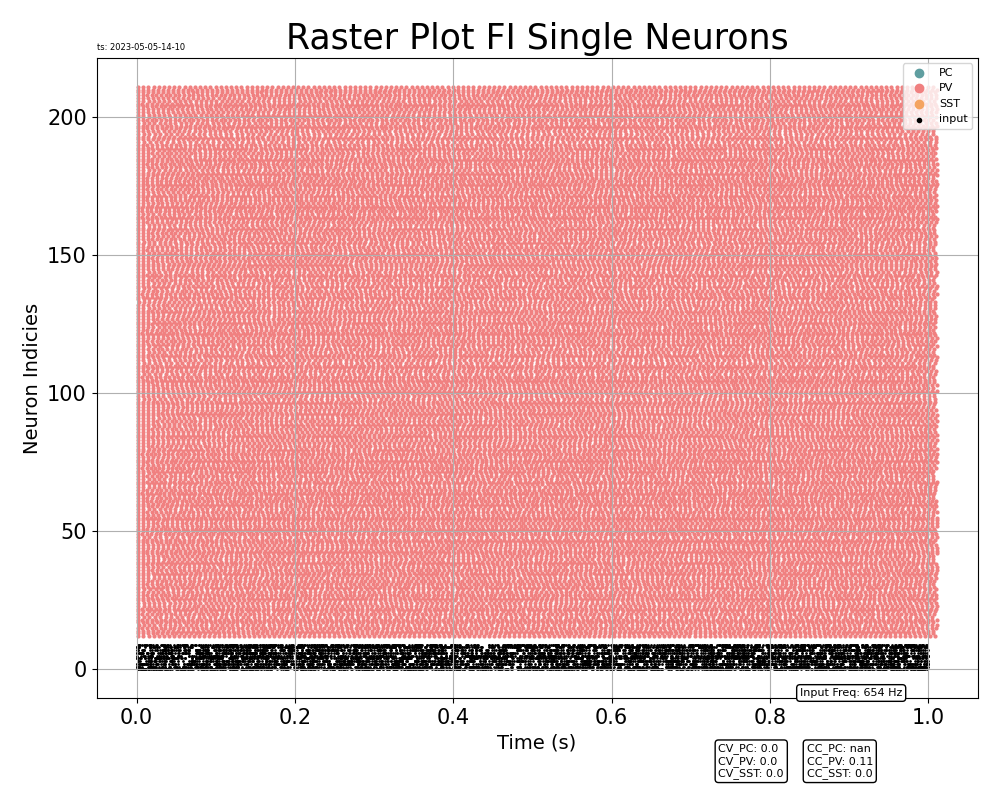 Raster Plot FI Single Neurons
ts: 2023-05-05-14-10
PC
PV
SST
input
200
150
100
50
0
Neuron Indicies
0.0 0.2 0.4 0.6 0.8 1.0
Input Freq: 654 Hz
Time (s)
CV_PC: 0.0
CV_PV: 0.0
CV_SST: 0.0
CC_PC: nan
CC_PV: 0.11
CC_SST: 0.0